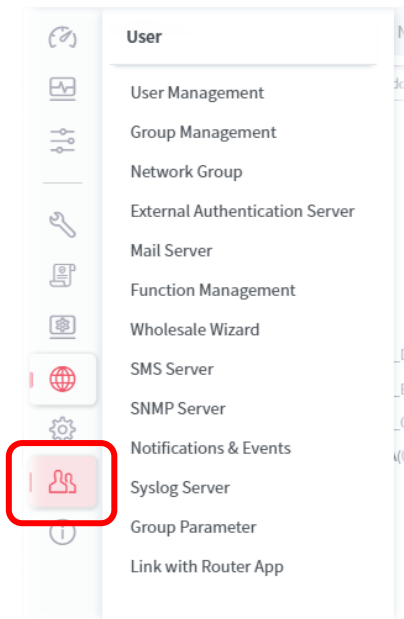 User
User Management
Group Management
Network Group
External Authentication Server
Mail Server
Function Management
Wholesale Wizard
SMS Server
SNMP Server
Notifications & Events
Syslog Server
Group Parameter
Link with Router App